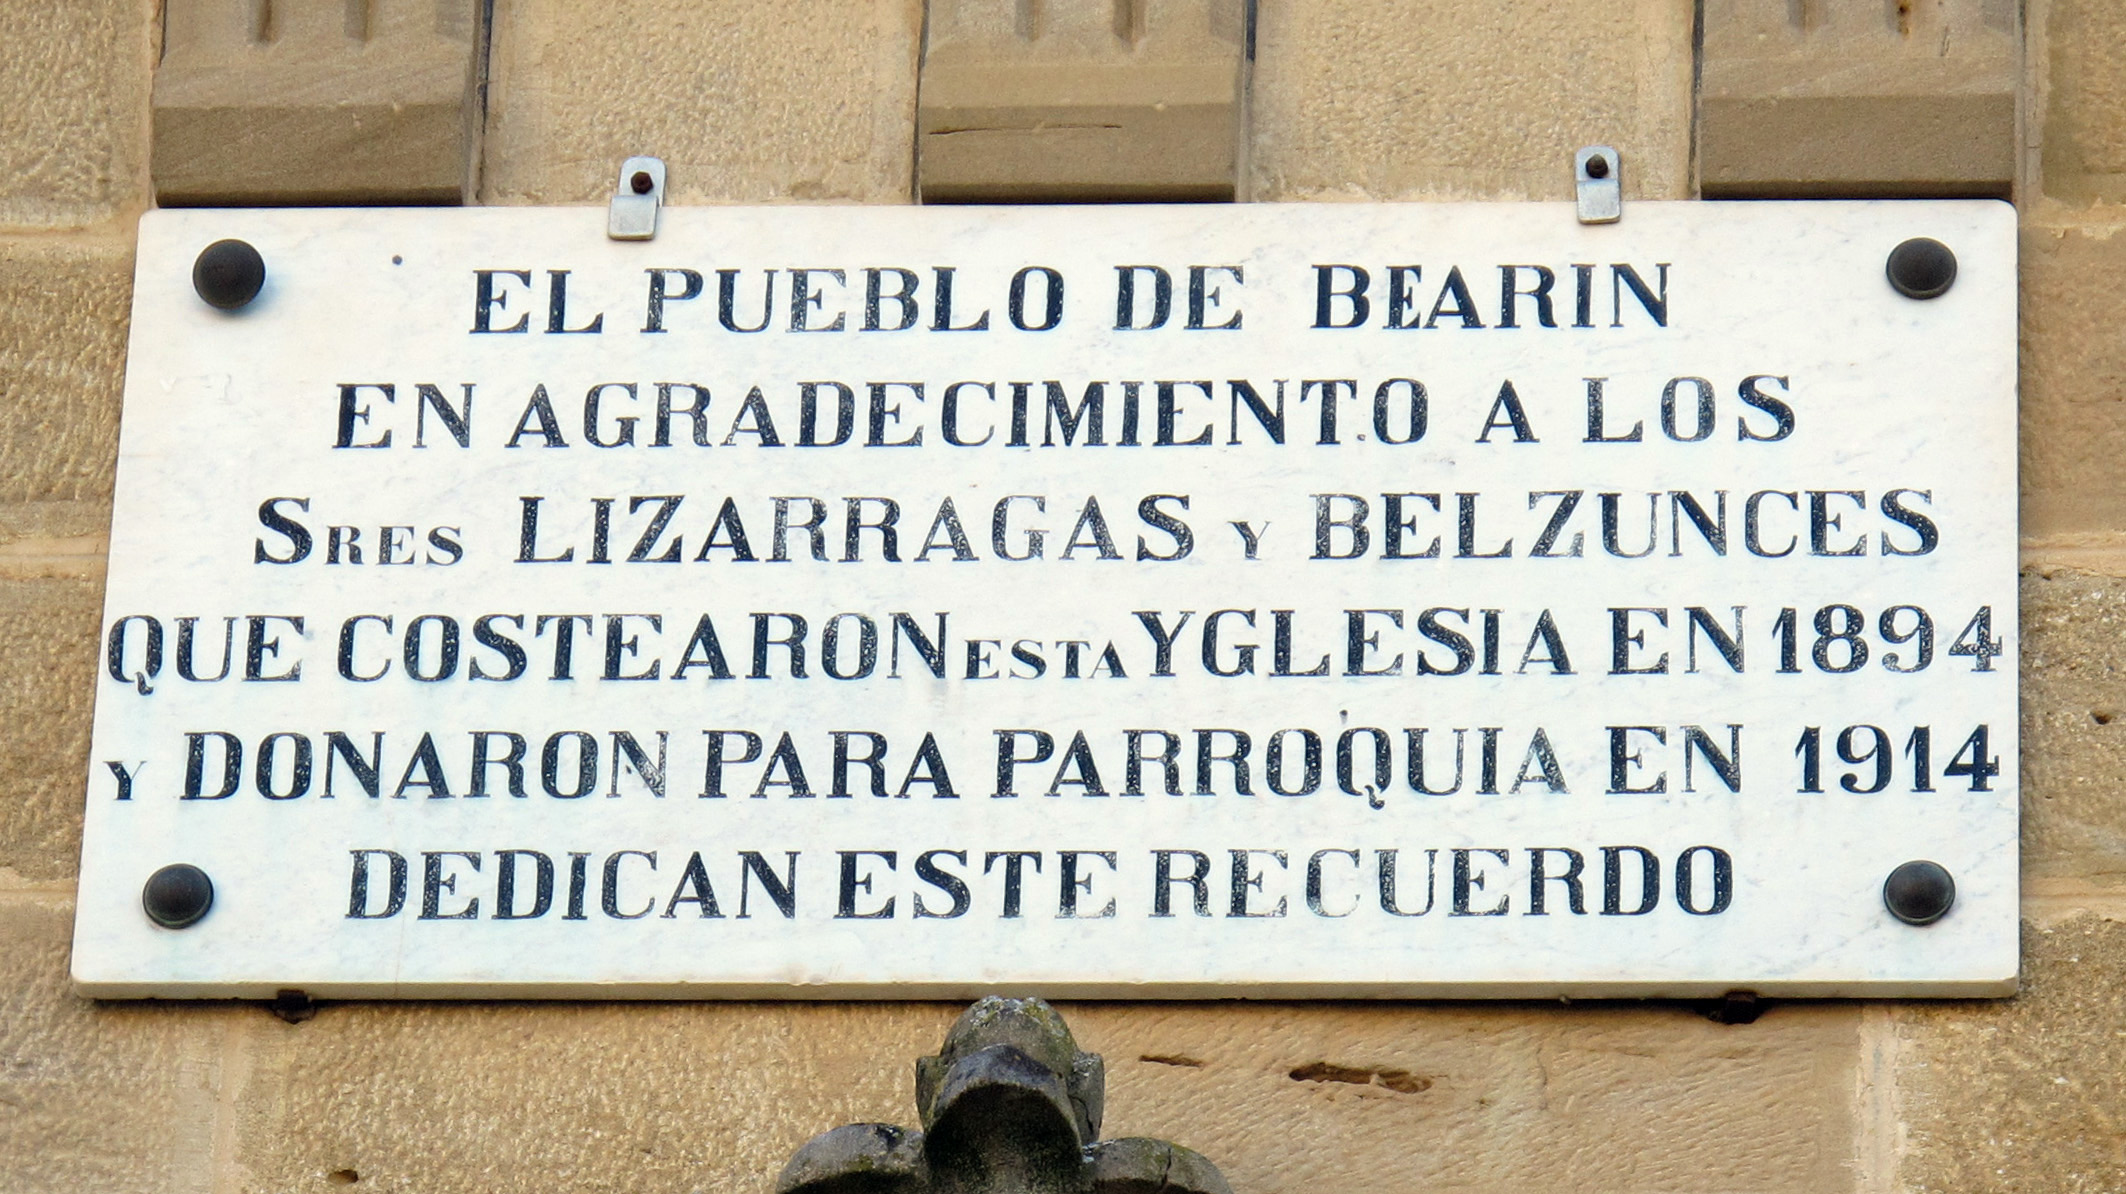 EL PUEBLO DE BEARIN
EN AGRADECIMIENTO A LOS
SRES LIZARRAGAS Y BELZUNCES
QUE COSTEARON ESTA YGLESIA EN 1894
Y DONARON PARA PARROQUIA EN 1914
DEDICAN ESTE RECUERDO